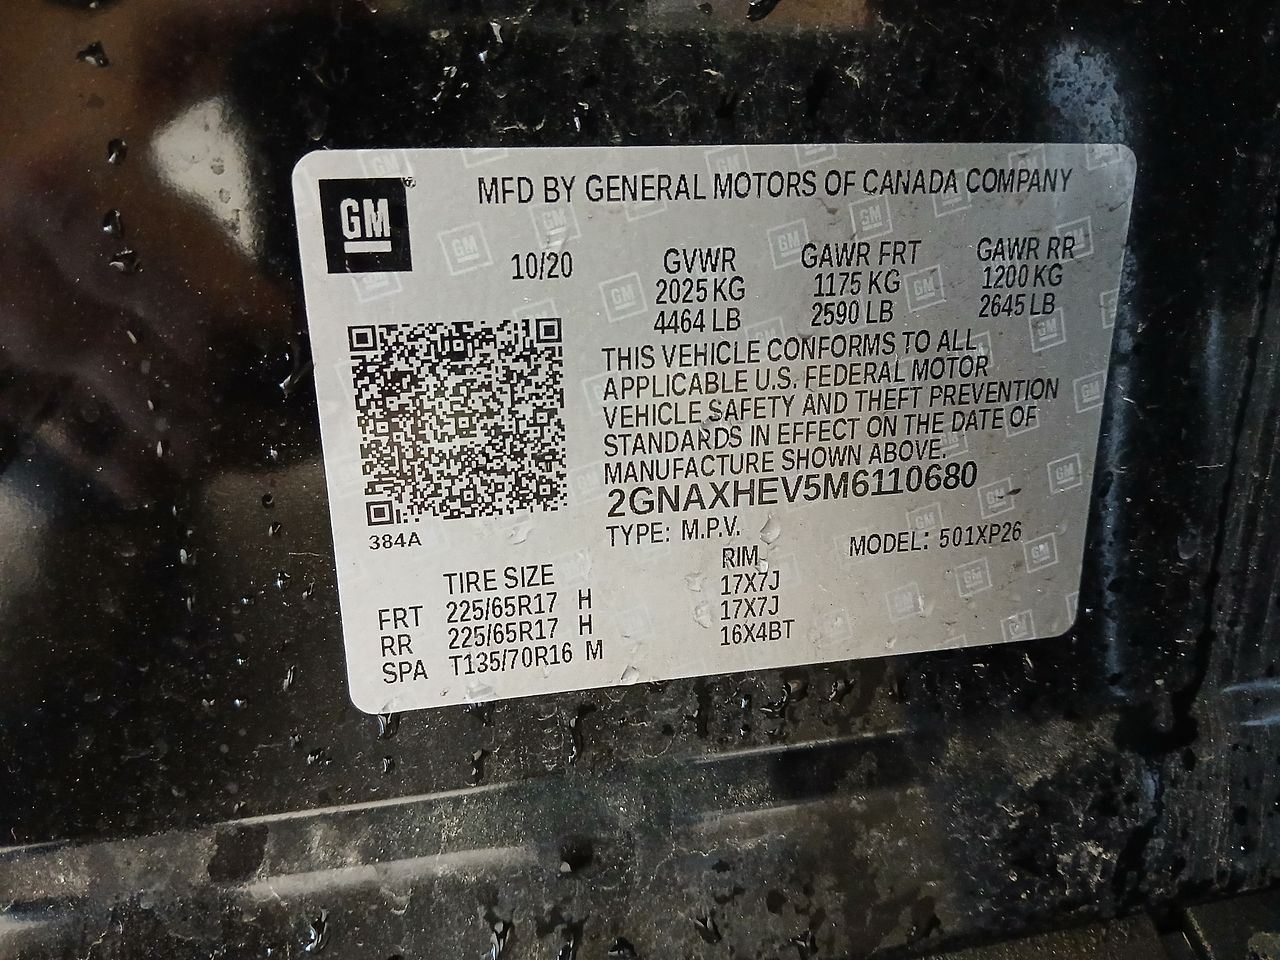 GM
MFD BY GENERAL MOTORS OF CANADA COMPANY
10/20
GVWR GAWR FRT GAWR RR
2025 KG 1175 KG 1200 KG
4464 LB 2590 LB 2645 LB
THIS VEHICLE CONFORMS TO ALL
APPLICABLE U.S. FEDERAL MOTOR
VEHICLE SAFETY AND THEFT PREVENTION
STANDARDS IN EFFECT ON THE DATE OF
MANUFACTURE SHOWN ABOVE.
2GNAXHEV5M6110680
384A
TYPE: M.P.V. MODEL: 501XP26
TIRE SIZE RIM
FRT 225/65R17 H 17X7J
RR 225/65R17 H 17X7J
SPA T135/70R16 M 16X4BT